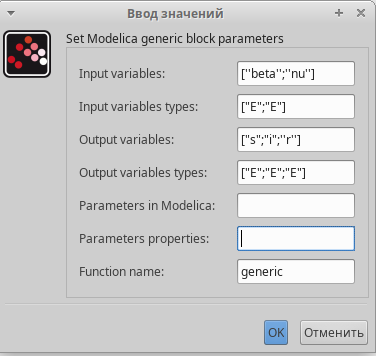 Ввод значений
Set Modelica generic block parameters
Input variables: [''beta'';''nu'']
Input variables types: ["E";"E"]
Output variables: ["s";"i";''r'']
Output variables types: ["E";"E";"E"]
Parameters in Modelica:
Parameters properties:
Function name: generic
OK Отменить